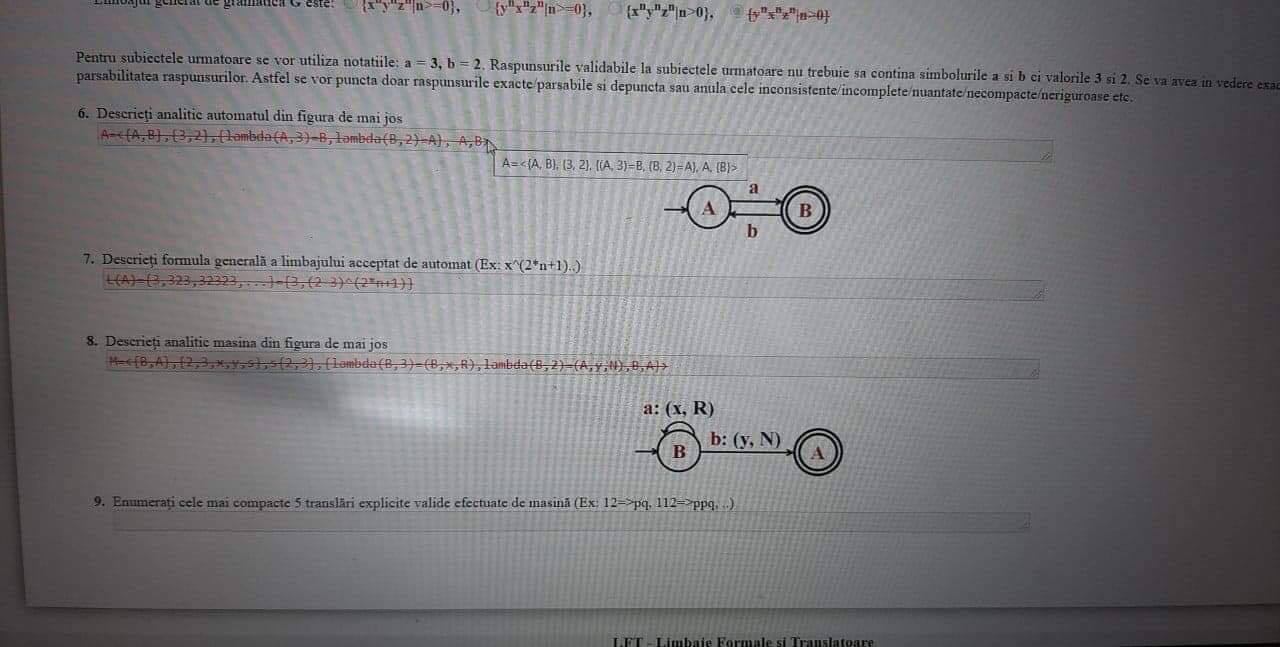 Limbajul general de gramatica G este: {xⁿyⁿzⁿ|n>=0}, {yⁿxⁿzⁿ|n>=0}, {xⁿyⁿzⁿ|n>0}, {yⁿxⁿzⁿ|n>0}
Pentru subiectele urmatoare se vor utiliza notatiile: a = 3, b = 2. Raspunsurile validabile la subiectele urmatoare nu trebuie sa contina simbolurile a si b ci valorile 3 si 2. Se va avea in vedere
parsabilitatea raspunsurilor. Astfel se vor puncta doar raspunsurile exacte/parsabile si depuncta sau anula cele inconsistente/incomplete/nuantate/necompacte/neriguroase etc.
6. Descrieți analitic automatul din figura de mai jos
A=<{A,B},{3,2},{lambda(A,3)=B,lambda(B,2)=A}, A,B>
A=<{A, B}, {3, 2}, {(A, 3)=B, (B, 2)=A}, A, {B}>
a
A B
b
7. Descrieți formula generală a limbajului acceptat de automat (Ex: x^(2*n+1)..)
L(A)={3,323,32323,...}={3,(2 3)^(2*n+1)}
8. Descrieți analitic masina din figura de mai jos
M=<{B,A},{2,3,x,y,s},s{2,3},{lambda(B,3)=(B,x,R),lambda(B,2)=(A,y,N),B,A}>
a: (x, R)
b: (y, N)
B A
9. Enumerați cele mai compacte 5 translări explicite valide efectuate de masină (Ex: 12=>pq, 112=>ppq, ..)
LFT - Limbaje Formale si Translatoare